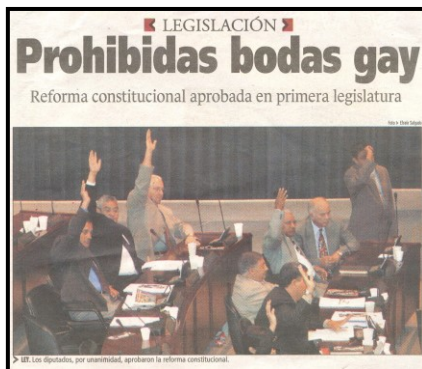 LEGISLACIÓN
Prohibidas bodas gay
Reforma constitucional aprobada en primera legislatura
LEY. Los diputados, por unanimidad, aprobaron la reforma constitucional.